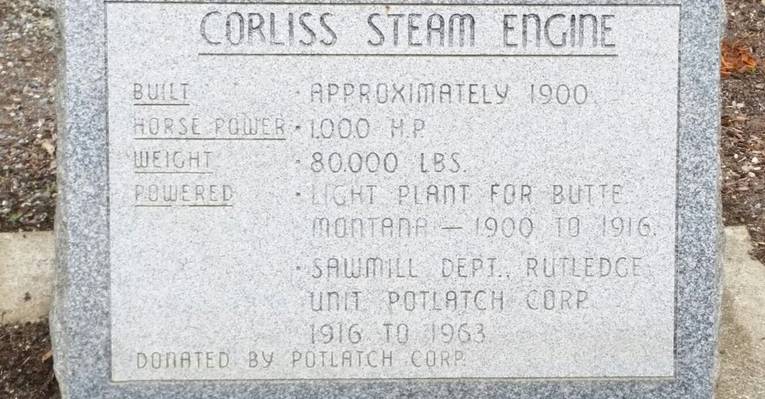 CORLISS STEAM ENGINE
BUILT · APPROXIMATELY 1900
HORSE POWER · 1,000 H.P.
WEIGHT · 80,000 LBS.
POWERED · LIGHT PLANT FOR BUTTE
MONTANA — 1900 TO 1916.
· SAWMILL DEPT., RUTLEDGE
UNIT POTLATCH CORP.
1916 TO 1963
DONATED BY POTLATCH CORP.